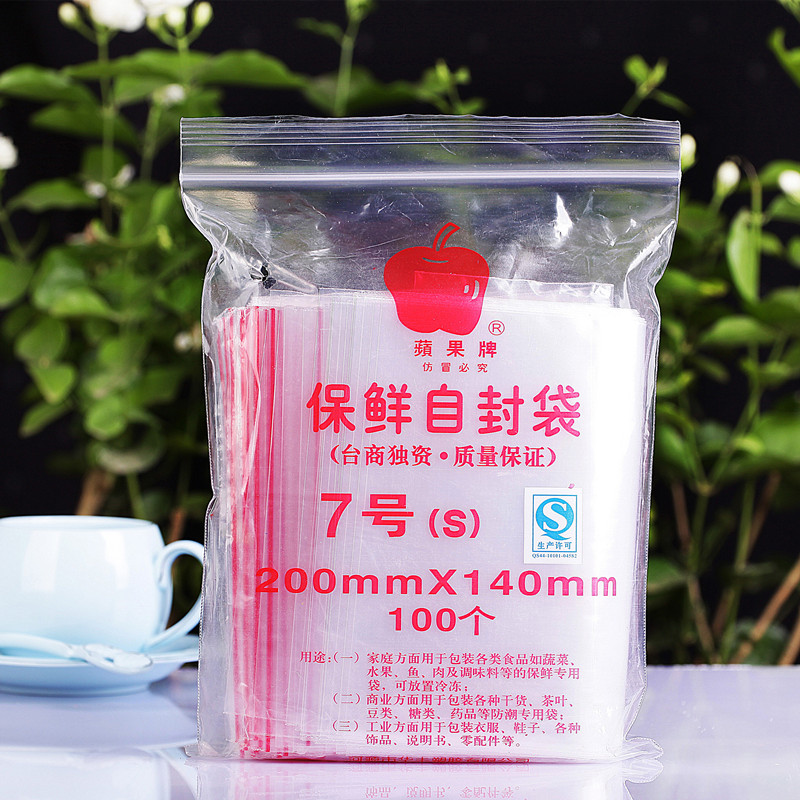 ®
蘋果牌
仿冒必究
保鲜自封袋
(台商独资·质量保证)
7号(S)
生产许可
QS44-10101-04592
200mmX140mm
100个
用途:(一)家庭方面用于包装各类食品如蔬菜、
水果、鱼、肉及调味料等的保鲜专用
袋,可放置冷冻;
(二)商业方面用于包装各种干货、茶叶、
豆类、糖类、药品等防潮专用袋;
(三)工业方面用于包装衣服、鞋子、各种
饰品、说明书、零配件等。